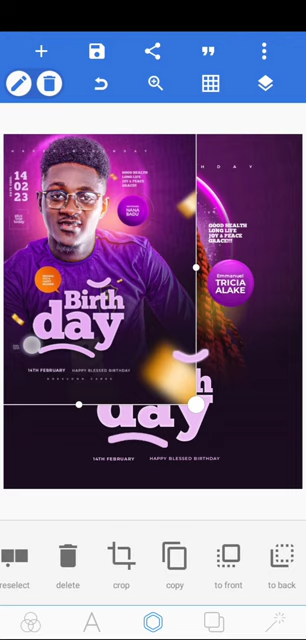 14
02
23
GOOD HEALTH
LONG LIFE
JOY & PEACE
GRACE!!!
NANA
BADU
Birth
day
14TH FEBRUARY HAPPY BLESSED BIRTHDAY
H D A Y
GOOD HEALTH
LONG LIFE
JOY & PEACE
GRACE!!!
Emmanuel
TRICIA
ALAKE
h
day
14TH FEBRUARY HAPPY BLESSED BIRTHDAY
reselect
delete
crop
copy
to front
to back